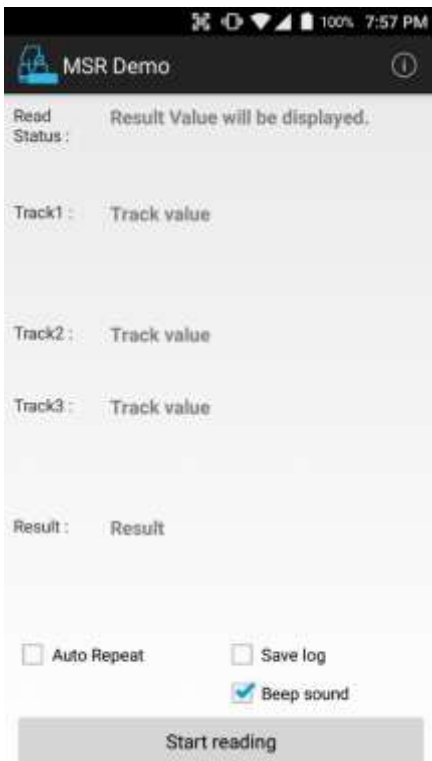 100% 7:57 PM
MSR Demo
Read Status : Result Value will be displayed.
Track1 : Track value
Track2 : Track value
Track3 : Track value
Result : Result
Auto Repeat Save log
Beep sound
Start reading